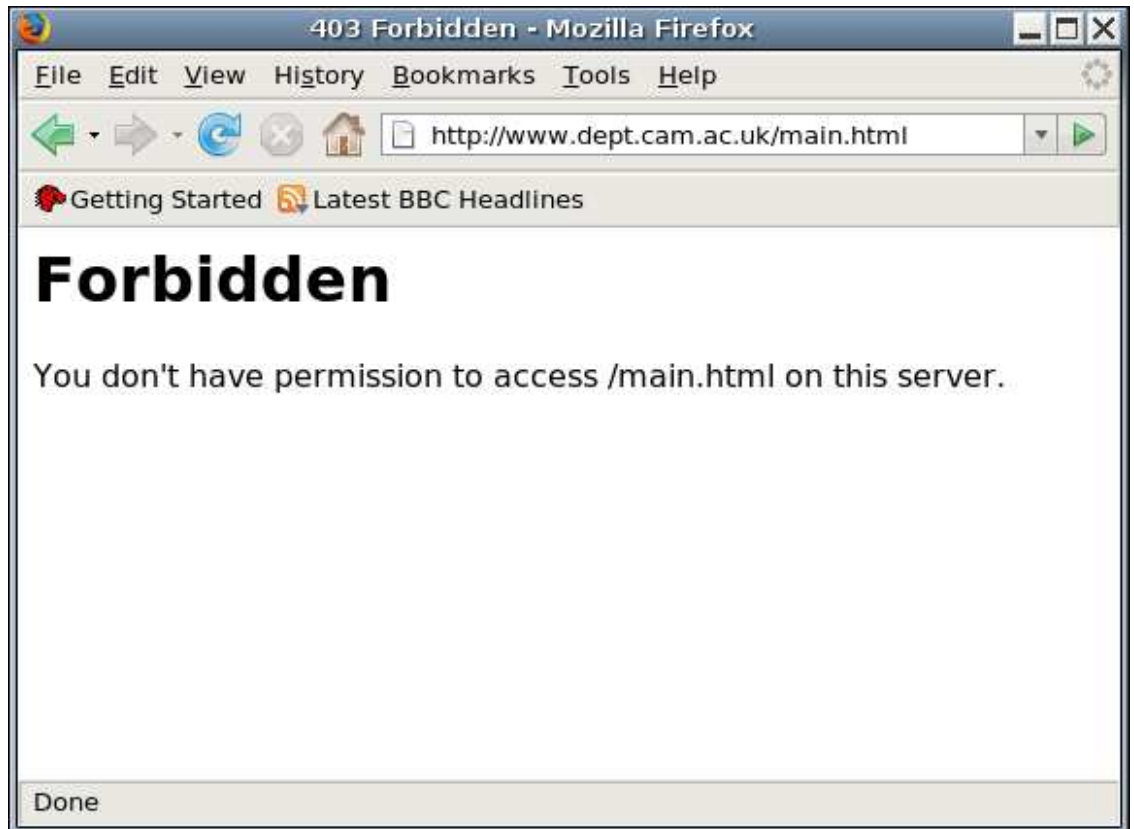 403 Forbidden - Mozilla Firefox
File Edit View History Bookmarks Tools Help
http://www.dept.cam.ac.uk/main.html
Getting Started Latest BBC Headlines
Forbidden
You don't have permission to access /main.html on this server.
Done